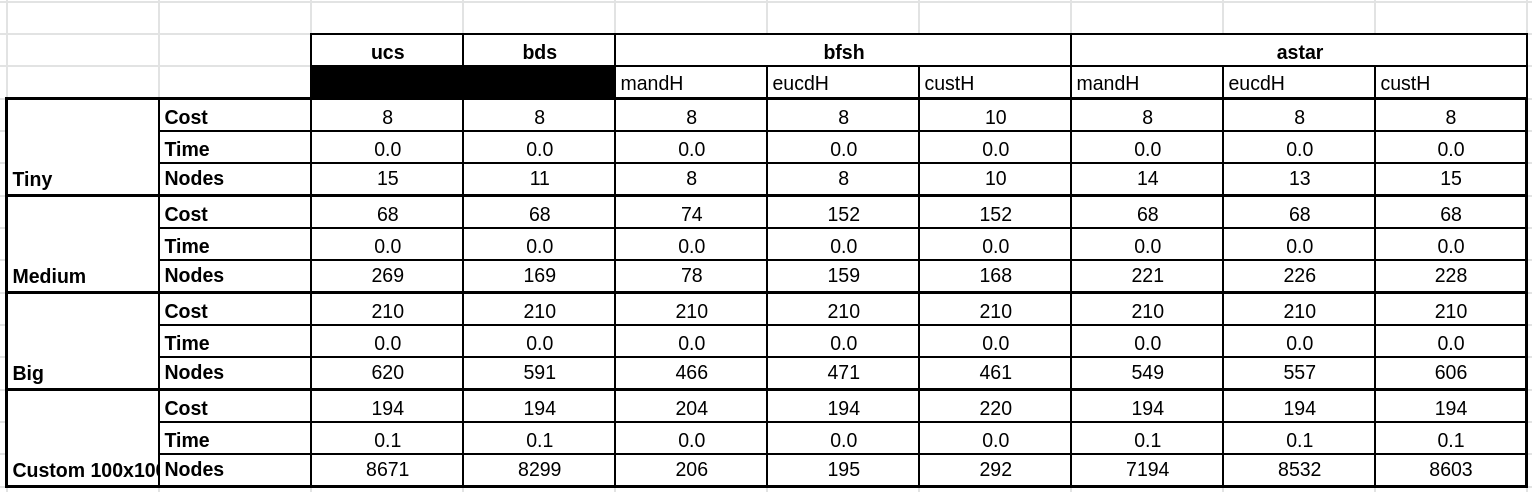 ucs bds bfsh astar
mandH eucdH custH mandH eucdH custH
Cost 8 8 8 8 10 8 8 8
Time 0.0 0.0 0.0 0.0 0.0 0.0 0.0 0.0
Tiny Nodes 15 11 8 8 10 14 13 15
Cost 68 68 74 152 152 68 68 68
Time 0.0 0.0 0.0 0.0 0.0 0.0 0.0 0.0
Medium Nodes 269 169 78 159 168 221 226 228
Cost 210 210 210 210 210 210 210 210
Time 0.0 0.0 0.0 0.0 0.0 0.0 0.0 0.0
Big Nodes 620 591 466 471 461 549 557 606
Cost 194 194 204 194 220 194 194 194
Time 0.1 0.1 0.0 0.0 0.0 0.1 0.1 0.1
Custom 100x100 Nodes 8671 8299 206 195 292 7194 8532 8603